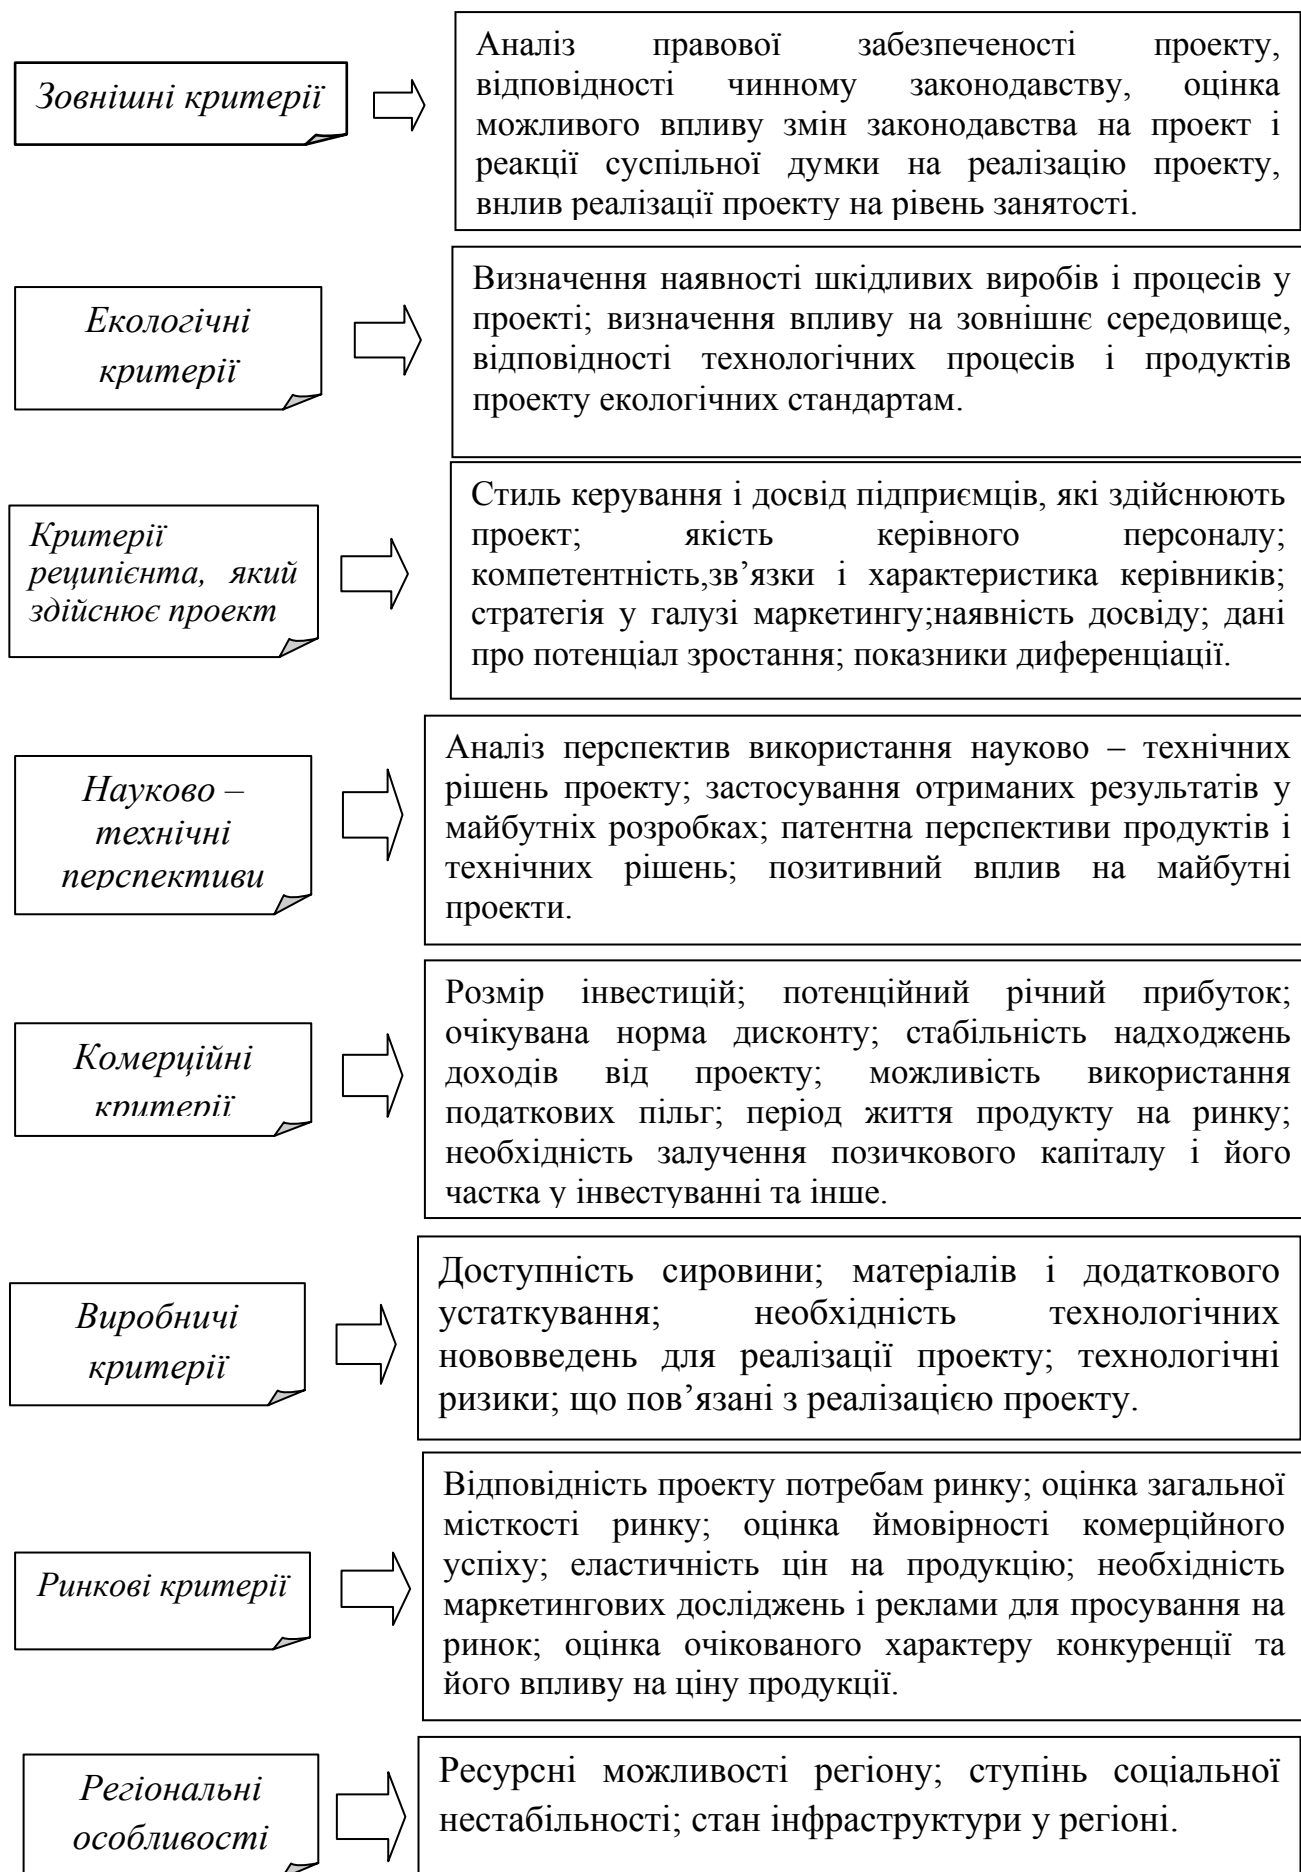 Зовнішні критерії
Аналіз правової забезпеченості проекту,
відповідності чинному законодавству, оцінка
можливого впливу змін законодавства на проект і
реакції суспільної думки на реалізацію проекту,
внлив реалізації проекту на рівень занятості.
Екологічні
критерії
Визначення наявності шкідливих виробів і процесів у
проекті; визначення впливу на зовнішнє середовище,
відповідності технологічних процесів і продуктів
проекту екологічних стандартам.
Критерії
реципієнта, який
здійснює проект
Стиль керування і досвід підприємців, які здійснюють
проект; якість керівного персоналу;
компетентність,зв’язки і характеристика керівників;
стратегія у галузі маркетингу;наявність досвіду; дані
про потенціал зростання; показники диференціації.
Науково –
технічні
перспективи
Аналіз перспектив використання науково – технічних
рішень проекту; застосування отриманих результатів у
майбутніх розробках; патентна перспективи продуктів і
технічних рішень; позитивний вплив на майбутні
проекти.
Комерційні
критерії
Розмір інвестицій; потенційний річний прибуток;
очікувана норма дисконту; стабільність надходжень
доходів від проекту; можливість використання
податкових пільг; період життя продукту на ринку;
необхідність залучення позичкового капіталу і його
частка у інвестуванні та інше.
Виробничі
критерії
Доступність сировини; матеріалів і додаткового
устаткування; необхідність технологічних
нововведень для реалізації проекту; технологічні
ризики; що пов’язані з реалізацією проекту.
Ринкові критерії
Відповідність проекту потребам ринку; оцінка загальної
місткості ринку; оцінка ймовірності комерційного
успіху; еластичність цін на продукцію; необхідність
маркетингових досліджень і реклами для просування на
ринок; оцінка очікованого характеру конкуренції та
його впливу на ціну продукції.
Регіональні
особливості
Ресурсні можливості регіону; ступінь соціальної
нестабільності; стан інфраструктури у регіоні.